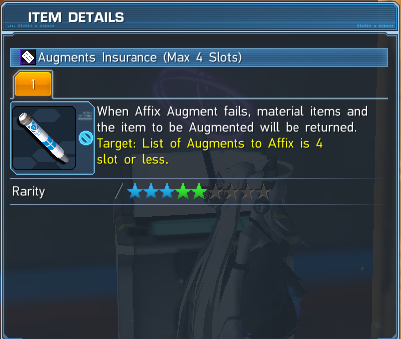 ITEM DETAILS
Augments Insurance (Max 4 Slots)
1
When Affix Augment fails, material items and
the item to be Augmented will be returned.
Target: List of Augments to Affix is 4
slot or less.
Rarity